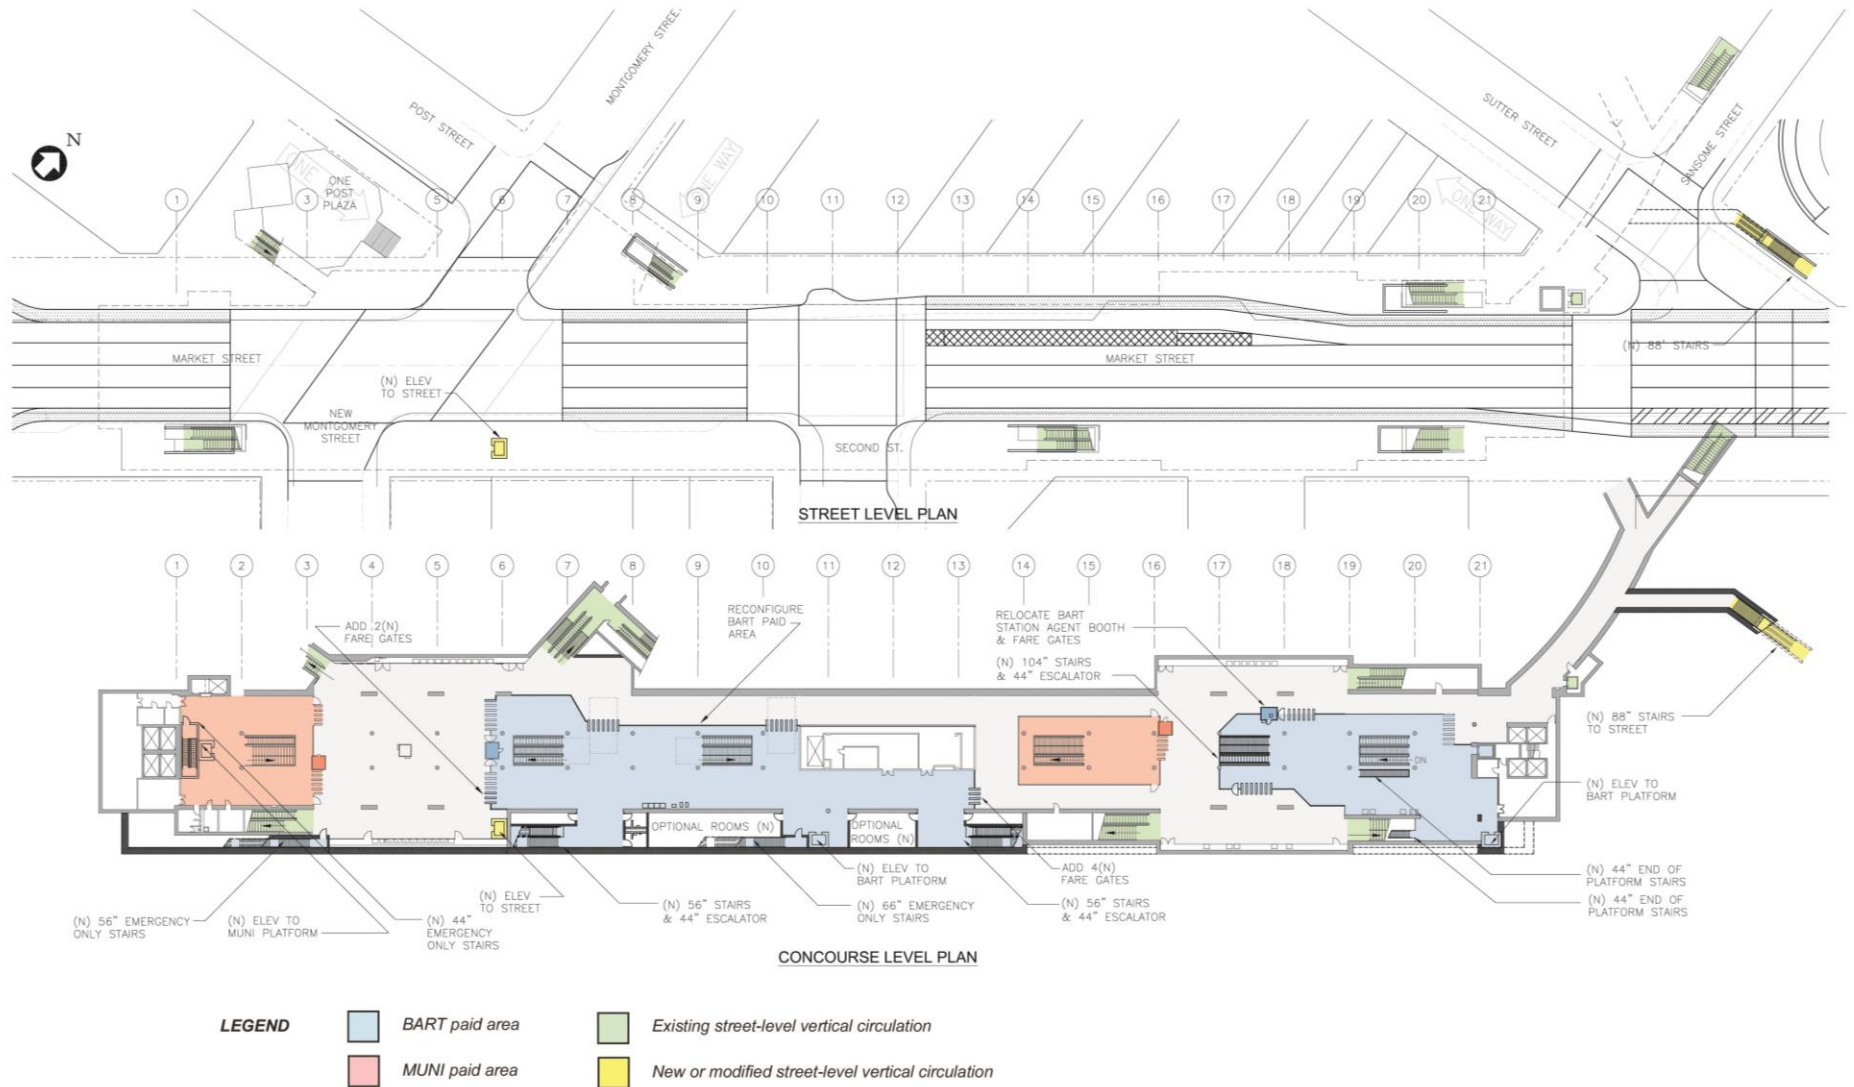 MONTGOMERY STREET
POST STREET
SUTTER STREET
SANSOME STREET
N
ONE WAY
ONE WAY
ONE
POST
PLAZA
1
3
5
6
7
8
9
10
11
12
13
14
15
16
17
18
19
20
21
(N) 88' STAIRS
MARKET STREET
MARKET STREET
(N) ELEV
TO STREET
NEW
MONTGOMERY
STREET
SECOND ST.
STREET LEVEL PLAN
1
2
3
4
5
6
7
8
9
10
11
12
13
14
15
16
17
18
19
20
21
ADD 2(N)
FARE GATES
RECONFIGURE
BART PAID
AREA
RELOCATE BART
STATION AGENT BOOTH
& FARE GATES
(N) 104" STAIRS
& 44" ESCALATOR
(N) 88" STAIRS
TO STREET
DN
(N) ELEV TO
BART PLATFORM
OPTIONAL ROOMS (N)
OPTIONAL
ROOMS (N)
(N) ELEV TO
BART PLATFORM
ADD 4(N)
FARE GATES
(N) 44" END OF
PLATFORM STAIRS
(N) 44" END OF
PLATFORM STAIRS
(N) 56" EMERGENCY
ONLY STAIRS
(N) ELEV TO
MUNI PLATFORM
(N) 44"
EMERGENCY
ONLY STAIRS
(N) ELEV
TO STREET
(N) 56" STAIRS
& 44" ESCALATOR
(N) 66" EMERGENCY
ONLY STAIRS
(N) 56" STAIRS
& 44" ESCALATOR
CONCOURSE LEVEL PLAN
LEGEND
BART paid area
Existing street-level vertical circulation
MUNI paid area
New or modified street-level vertical circulation